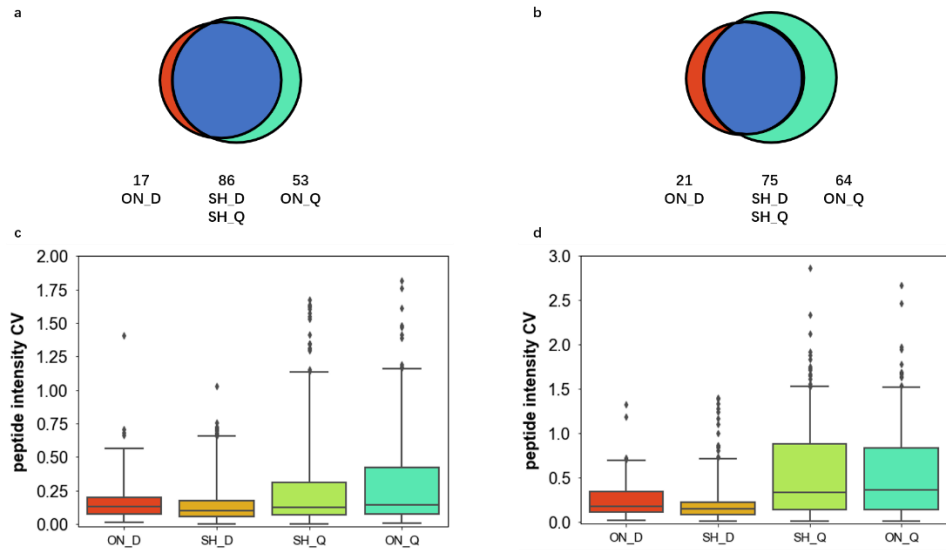 a
b
17 86 53
ON_D SH_D ON_Q
SH_Q
21 75 64
ON_D SH_D ON_Q
SH_Q
c
d
peptide intensity CV
2.00
1.75
1.50
1.25
1.00
0.75
0.50
0.25
0.00
ON_D SH_D SH_Q ON_Q
peptide intensity CV
3.0
2.5
2.0
1.5
1.0
0.5
0.0
ON_D SH_D SH_Q ON_Q